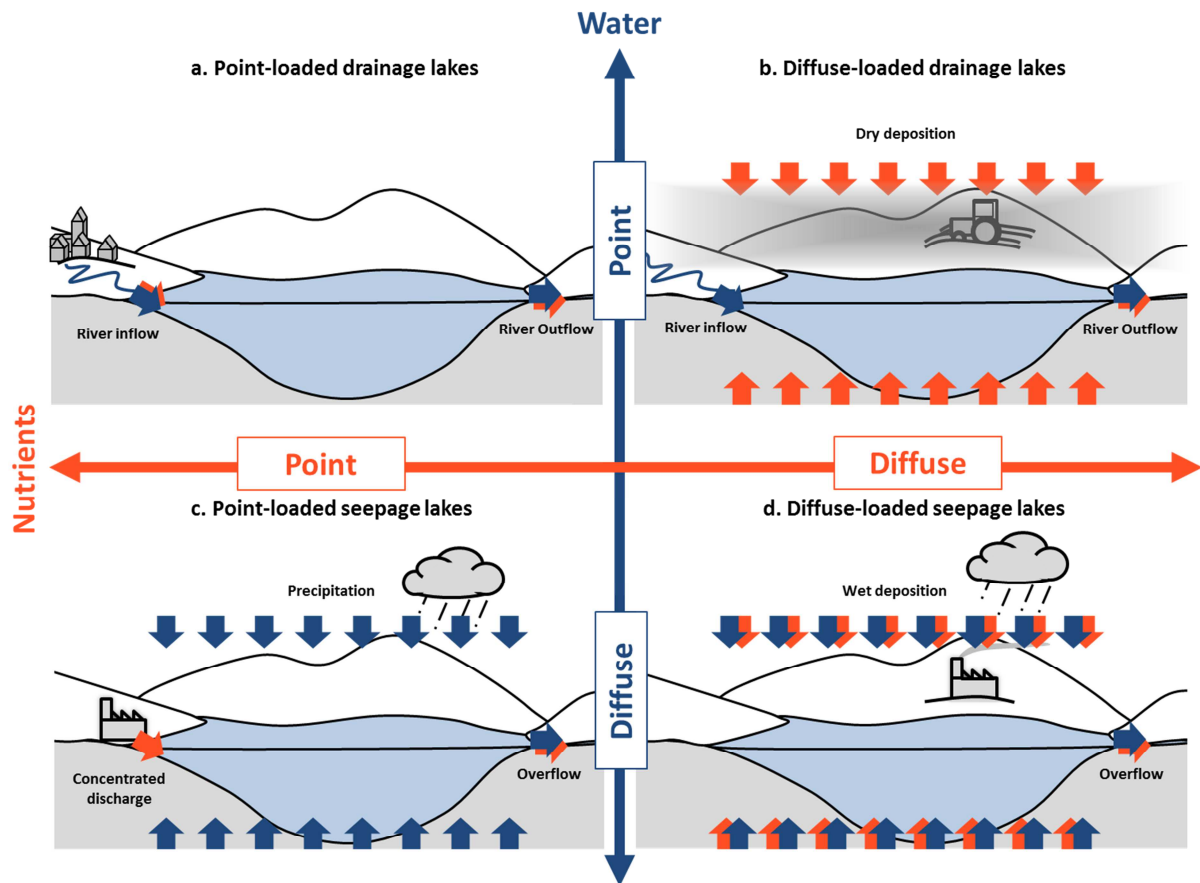 Water
a. Point-loaded drainage lakes
b. Diffuse-loaded drainage lakes
Dry deposition
Point
River inflow
River Outflow
River inflow
River Outflow
Nutrients
Point
Diffuse
c. Point-loaded seepage lakes
d. Diffuse-loaded seepage lakes
Precipitation
Wet deposition
Diffuse
Concentrated
discharge
Overflow
Overflow